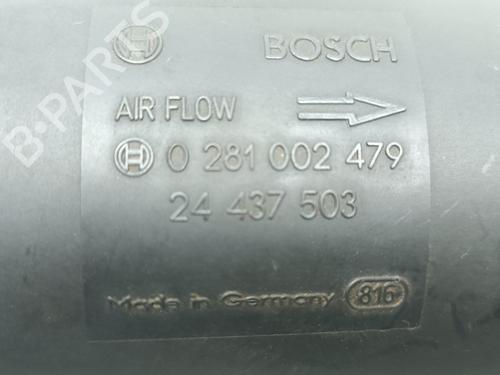 BOSCH
AIR FLOW
0 281 002 479
24 437 503
Made in Germany 816
B-PARTS